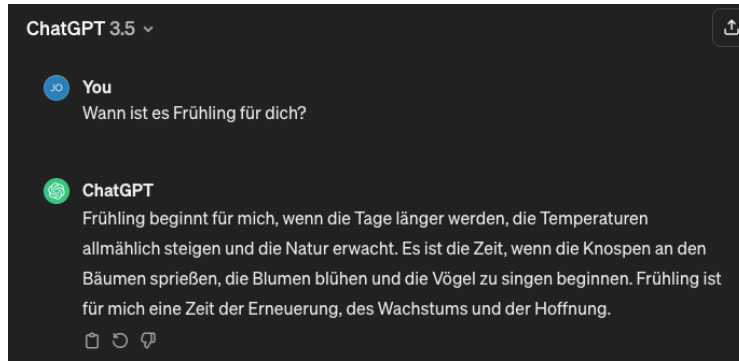 ChatGPT 3.5
JO
You
Wann ist es Frühling für dich?
ChatGPT
Frühling beginnt für mich, wenn die Tage länger werden, die Temperaturen
allmählich steigen und die Natur erwacht. Es ist die Zeit, wenn die Knospen an den
Bäumen sprießen, die Blumen blühen und die Vögel zu singen beginnen. Frühling ist
für mich eine Zeit der Erneuerung, des Wachstums und der Hoffnung.